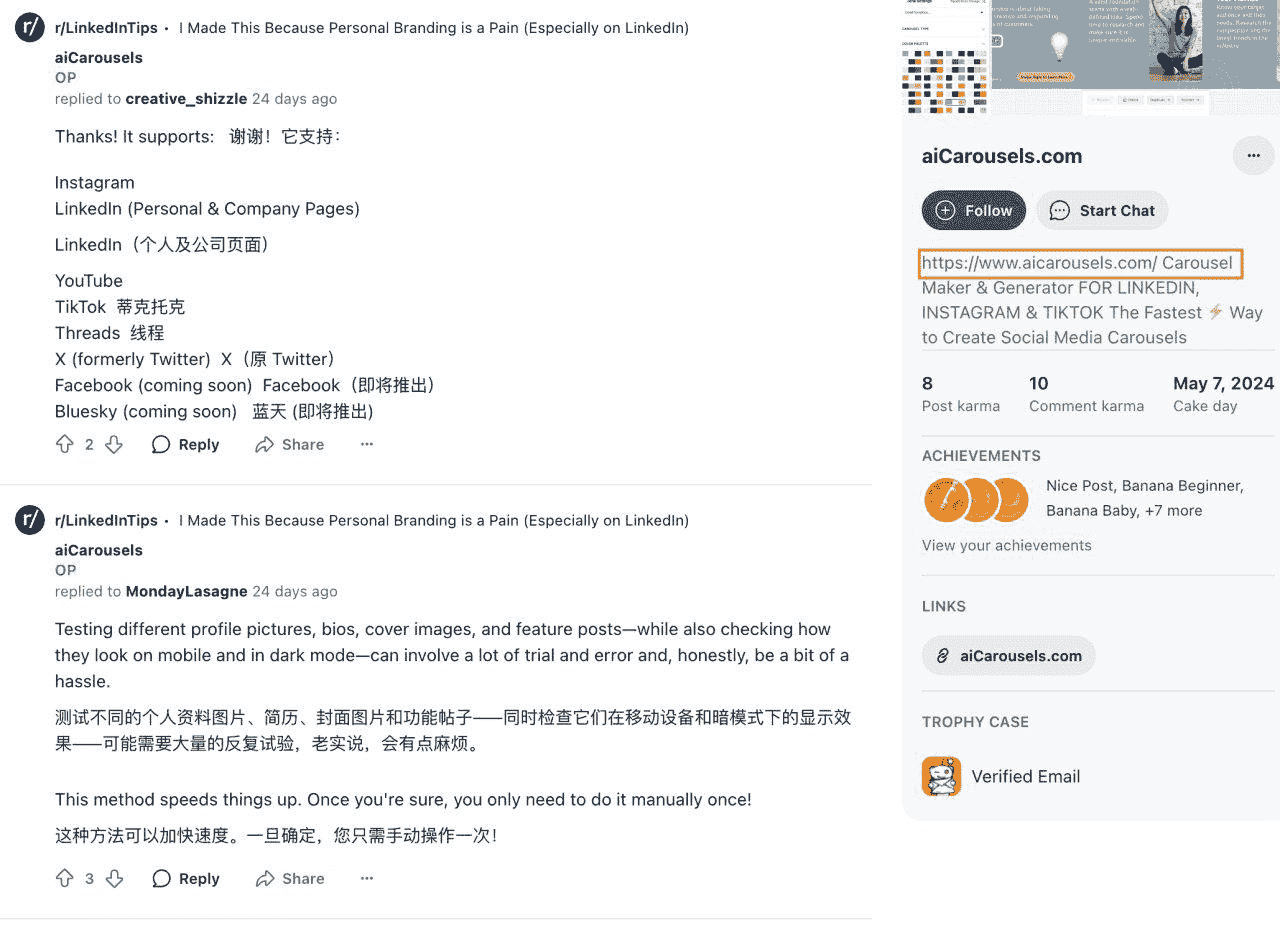 r/LinkedInTips • I Made This Because Personal Branding is a Pain (Especially on LinkedIn)
aiCarousels
OP
replied to creative_shizzle 24 days ago
Thanks! It supports: 谢谢！它支持：
Instagram
LinkedIn (Personal & Company Pages)
LinkedIn（个人及公司页面）
YouTube
TikTok 蒂克托克
Threads 线程
X (formerly Twitter) X（原 Twitter）
Facebook (coming soon) Facebook（即将推出）
Bluesky (coming soon) 蓝天 (即将推出)
2 Reply Share
r/LinkedInTips • I Made This Because Personal Branding is a Pain (Especially on LinkedIn)
aiCarousels
OP
replied to MondayLasagne 24 days ago
Testing different profile pictures, bios, cover images, and feature posts—while also checking how
they look on mobile and in dark mode—can involve a lot of trial and error and, honestly, be a bit of a
hassle.
测试不同的个人资料图片、简历、封面图片和功能帖子——同时检查它们在移动设备和暗模式下的显示效
果——可能需要大量的反复试验，老实说，会有点麻烦。
This method speeds things up. Once you're sure, you only need to do it manually once!
这种方法可以加快速度。一旦确定，您只需手动操作一次！
3 Reply Share
aiCarousels.com
Follow Start Chat
https://www.aicarousels.com/ Carousel
Maker & Generator FOR LINKEDIN,
INSTAGRAM & TIKTOK The Fastest ⚡ Way
to Create Social Media Carousels
8 10 May 7, 2024
Post karma Comment karma Cake day
ACHIEVEMENTS
Nice Post, Banana Beginner,
Banana Baby, +7 more
View your achievements
LINKS
aiCarousels.com
TROPHY CASE
Verified Email